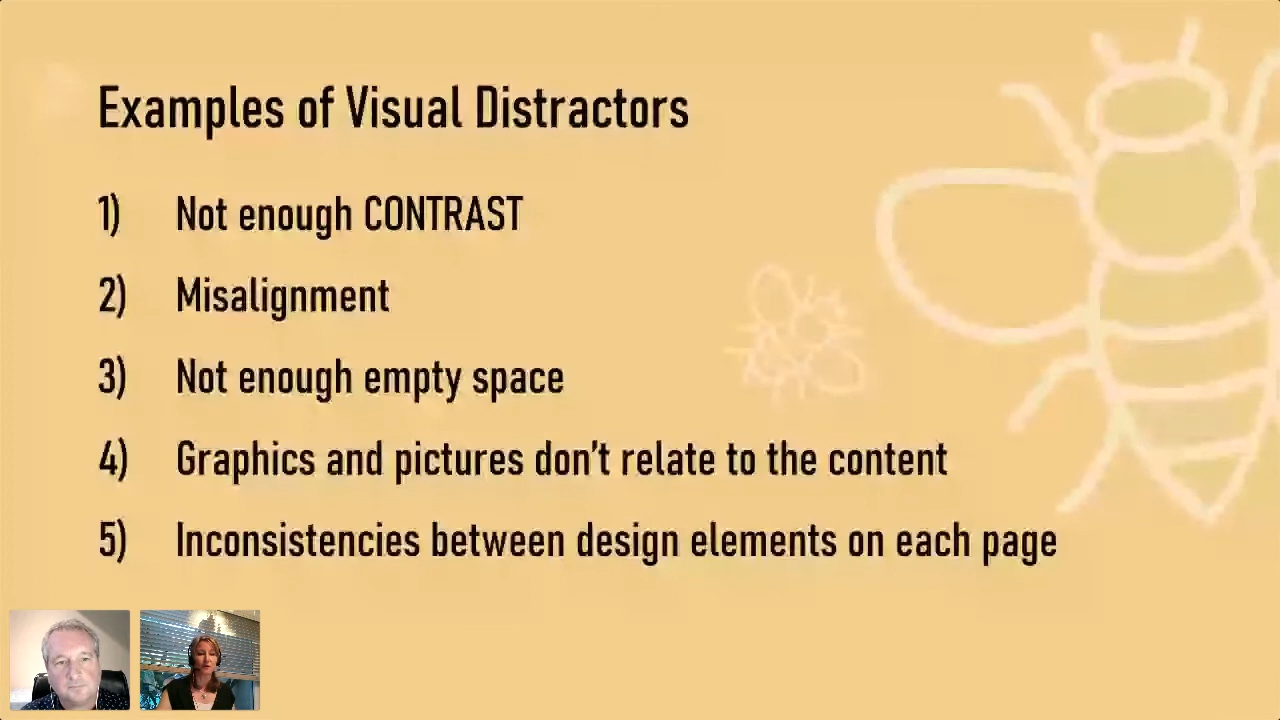 Examples of Visual Distractors
1) Not enough CONTRAST
2) Misalignment
3) Not enough empty space
4) Graphics and pictures don’t relate to the content
5) Inconsistencies between design elements on each page